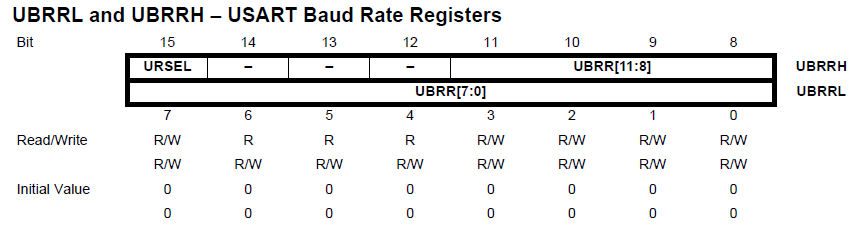 UBRRL and UBRRH – USART Baud Rate Registers
Bit 15 14 13 12 11 10 9 8
URSEL – – – UBRR[11:8] UBRRH
UBRR[7:0] UBRRL
7 6 5 4 3 2 1 0
Read/Write R/W R R R R/W R/W R/W R/W
R/W R/W R/W R/W R/W R/W R/W R/W
Initial Value 0 0 0 0 0 0 0 0
0 0 0 0 0 0 0 0